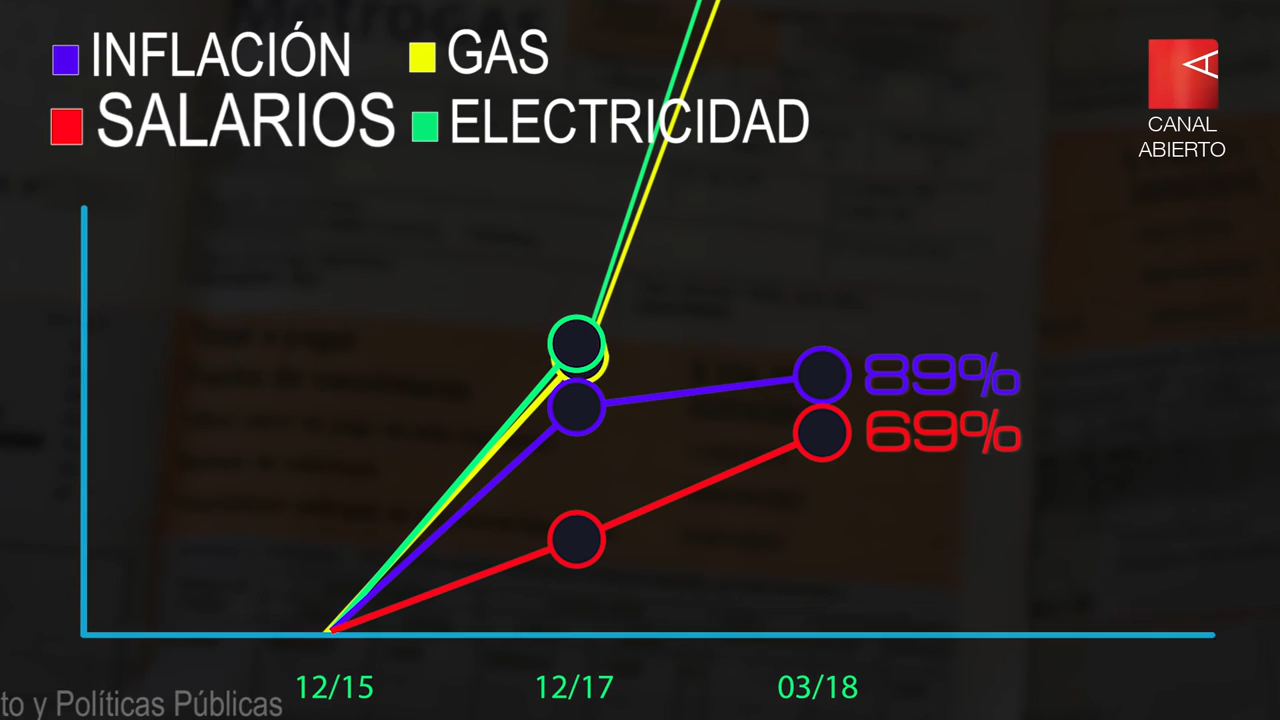 INFLACIÓN
GAS
SALARIOS
ELECTRICIDAD
CANAL
ABIERTO
89%
69%
12/15
12/17
03/18
to y Políticas Públicas